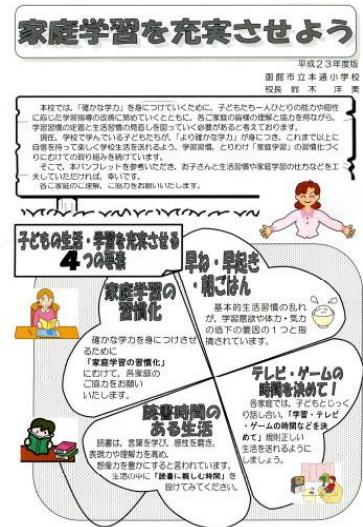 家庭学習を充実させよう
平成23年度版
函館市立本通小学校
校長 鈴木 洋美
本校では、「確かな学力」を身につけていくために、子どもたち一人ひとりの能力や個性
に応じた学習指導の改善に努めていくとともに、各ご家庭の皆様の理解と協力を得ながら、
学習習慣の定着と生活習慣の見直しを図っていく必要があると考えております。
現在、学校で学んでいる子どもたちが、「より確かな学力」が身につき、これまで以上に
自信を持って楽しく学校生活を送れるよう、学習習慣、とりわけ「家庭学習」の習慣化づく
りにむけての取り組みを続けています。
そこで、本パンフレットを参考いただき、お子さんと生活習慣や家庭学習の仕方などを工
夫していただければ、幸いです。
各ご家庭のご理解、ご協力をお願いいたします。
子どもの生活・学習を充実させる
4つの要素
早ね・早起き
・朝ごはん
基本的生活習慣の乱れ
が、学習意欲や体力・気力
の低下の要因の1つと指
摘されています。
家庭学習の
習慣化
確かな学力を身につけさせ
るために
「家庭学習の習慣化」
にむけて、各家庭の
ご協力をお願い
いたします。
テレビ・ゲームの
時間を決めて!
各家庭で、子どもとじっく
り話し合い、「学習・テレビ
・ゲームの時間などを決
めて」規則正しい
生活を送れるように
しましょう。
読書時間の
ある生活
読書は、言葉を学び、感性を磨き、
表現力や理解力を高め、
想像力を豊かにすると言われています。
生活の中に「読書に親しむ時間」を
設けてみてください。